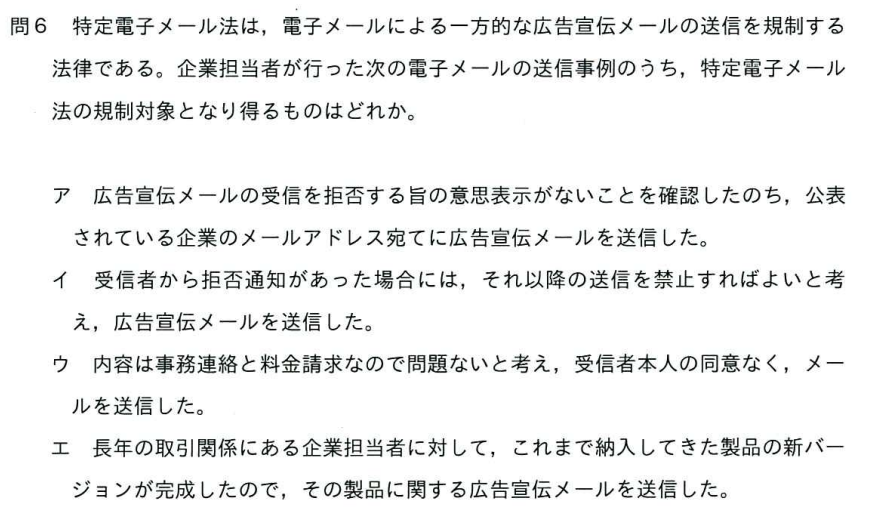 問6 特定電子メール法は，電子メールによる一方的な広告宣伝メールの送信を規制する
法律である。企業担当者が行った次の電子メールの送信事例のうち，特定電子メール
法の規制対象となり得るものはどれか。
ア 広告宣伝メールの受信を拒否する旨の意思表示がないことを確認したのち，公表
されている企業のメールアドレス宛てに広告宣伝メールを送信した。
イ 受信者から拒否通知があった場合には，それ以降の送信を禁止すればよいと考
え，広告宣伝メールを送信した。
ウ 内容は事務連絡と料金請求なので問題ないと考え，受信者本人の同意なく，メー
ルを送信した。
エ 長年の取引関係にある企業担当者に対して，これまで納入してきた製品の新バー
ジョンが完成したので，その製品に関する広告宣伝メールを送信した。